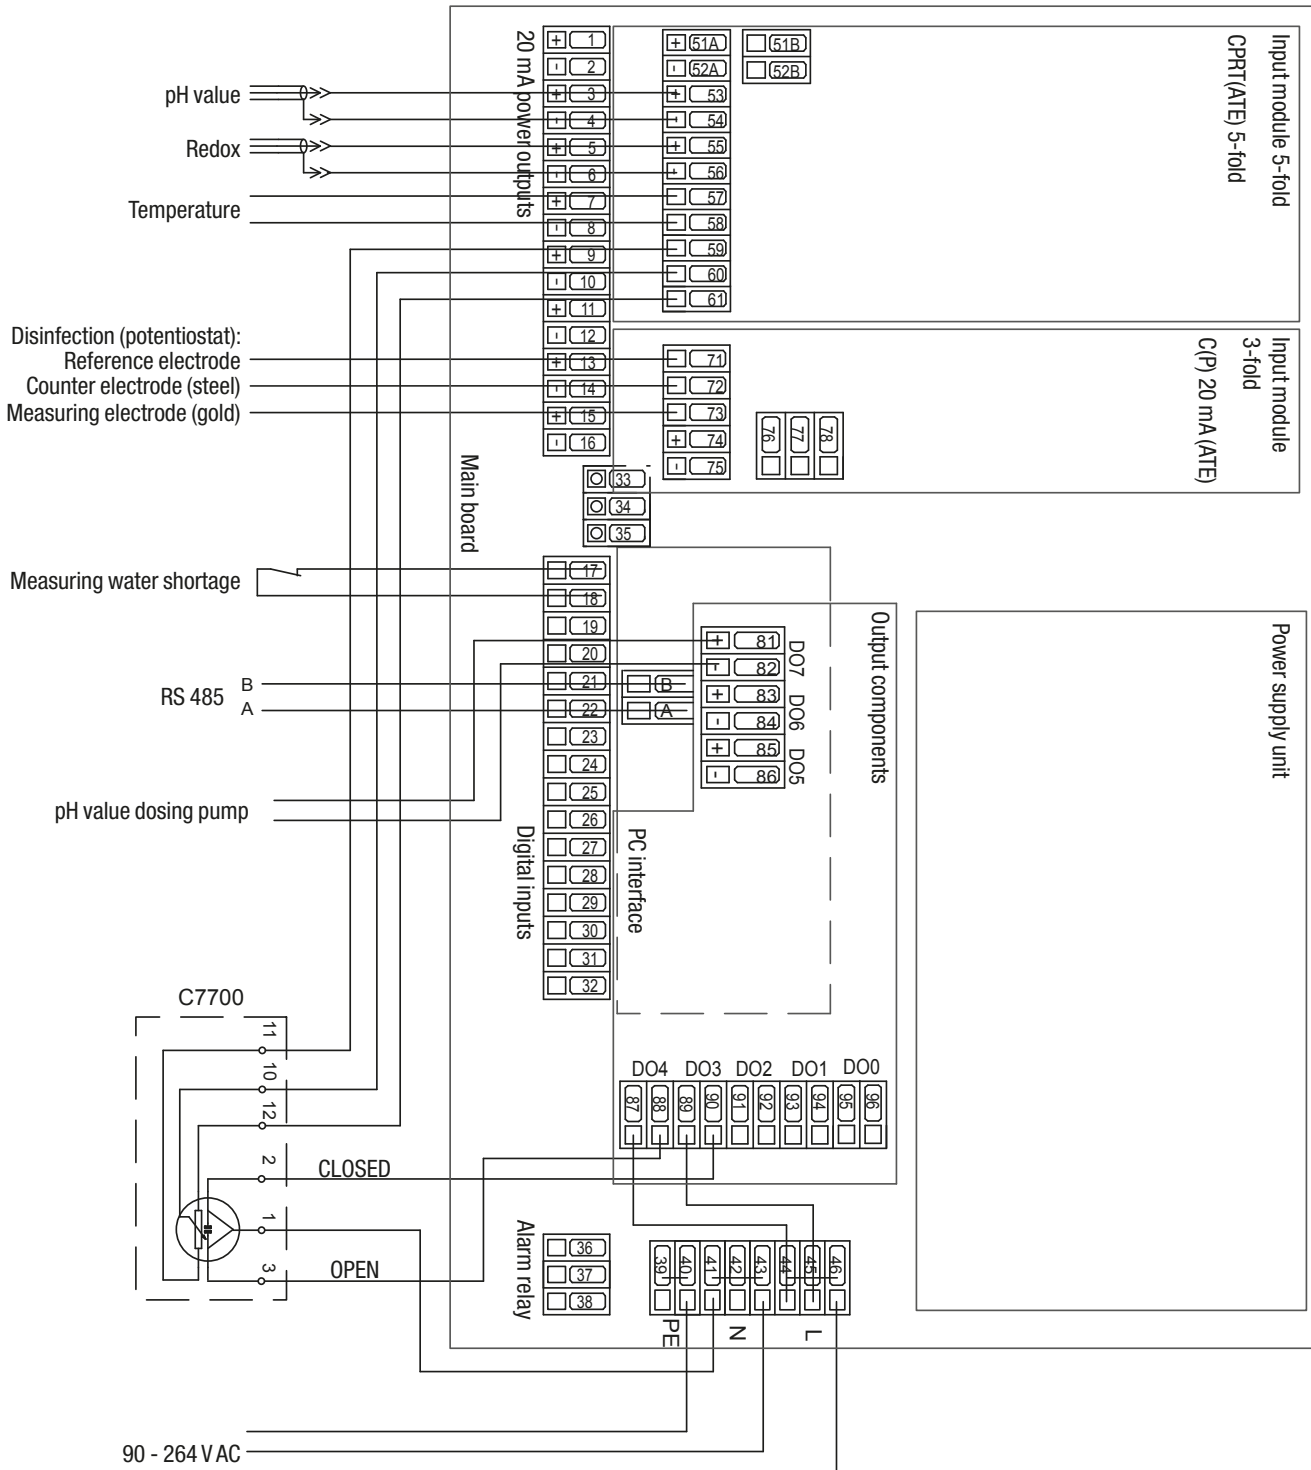 20 mA power outputs
+ 1
- 2
+ 3
- 4
+ 5
- 6
+ 7
- 8
+ 9
- 10
+ 11
- 12
+ 13
- 14
+ 15
- 16
+ 51A
- 52A
+ 53
54
+ 55
56
57
58
59
60
61
51B
52B
Input module 5-fold
CPRT(ATE) 5-fold
pH value
Redox
Temperature
Disinfection (potentiostat):
Reference electrode
Counter electrode (steel)
Measuring electrode (gold)
71
72
73
+ 74
- 75
76
77
78
Input module
3-fold
C(P) 20 mA (ATE)
Main board
33
34
35
Measuring water shortage
17
18
19
20
21
22
23
24
25
26
27
28
29
30
31
32
Digital inputs
RS 485
B
A
B
A
pH value dosing pump
PC interface
Output components
+ 81
- 82
+ 83
- 84
+ 85
- 86
DO7
DO6
DO5
Power supply unit
DO4 DO3 DO2 DO1 DO0
87 88 89 90 91 92 93 94 95 96
C7700
11
10
12
2
1
3
CLOSED
OPEN
Alarm relay
36
37
38
39 40 41 42 43 44 45 46
PE N L
90 - 264 V AC